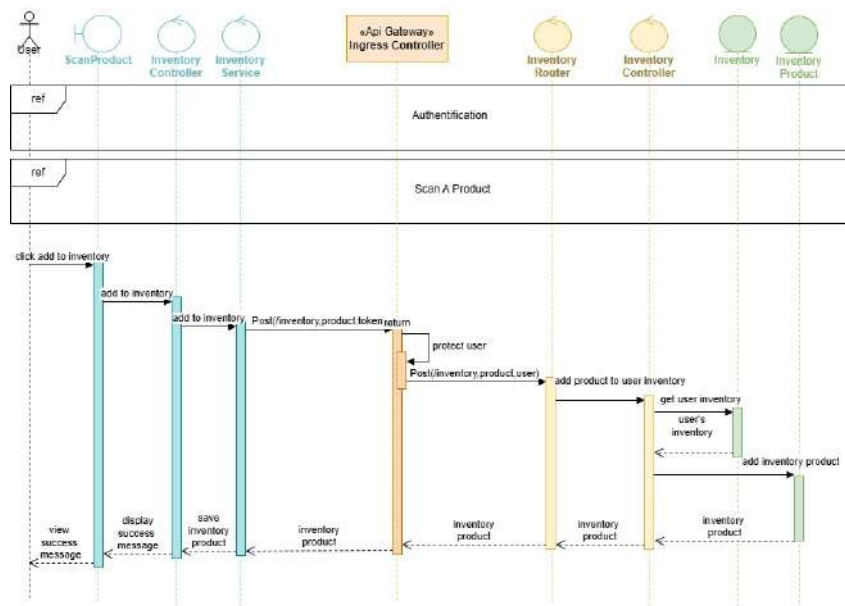 User
ScanProduct
Inventory
Controller
Inventory
Service
«Api Gateway»
Ingress Controller
Inventory
Router
Inventory
Controller
Inventory
Inventory
Product
ref
Authentification
ref
Scan A Product
click add to inventory
add to inventory
add to inventory
Post(/inventory,product,token
return
protect user
Post(/inventory,product,user)
add product to user inventory
get user inventory
user's
inventory
add inventory product
view
success
message
display
success
message
save
inventory
product
inventory
product
inventory
product
inventory
product
inventory
product